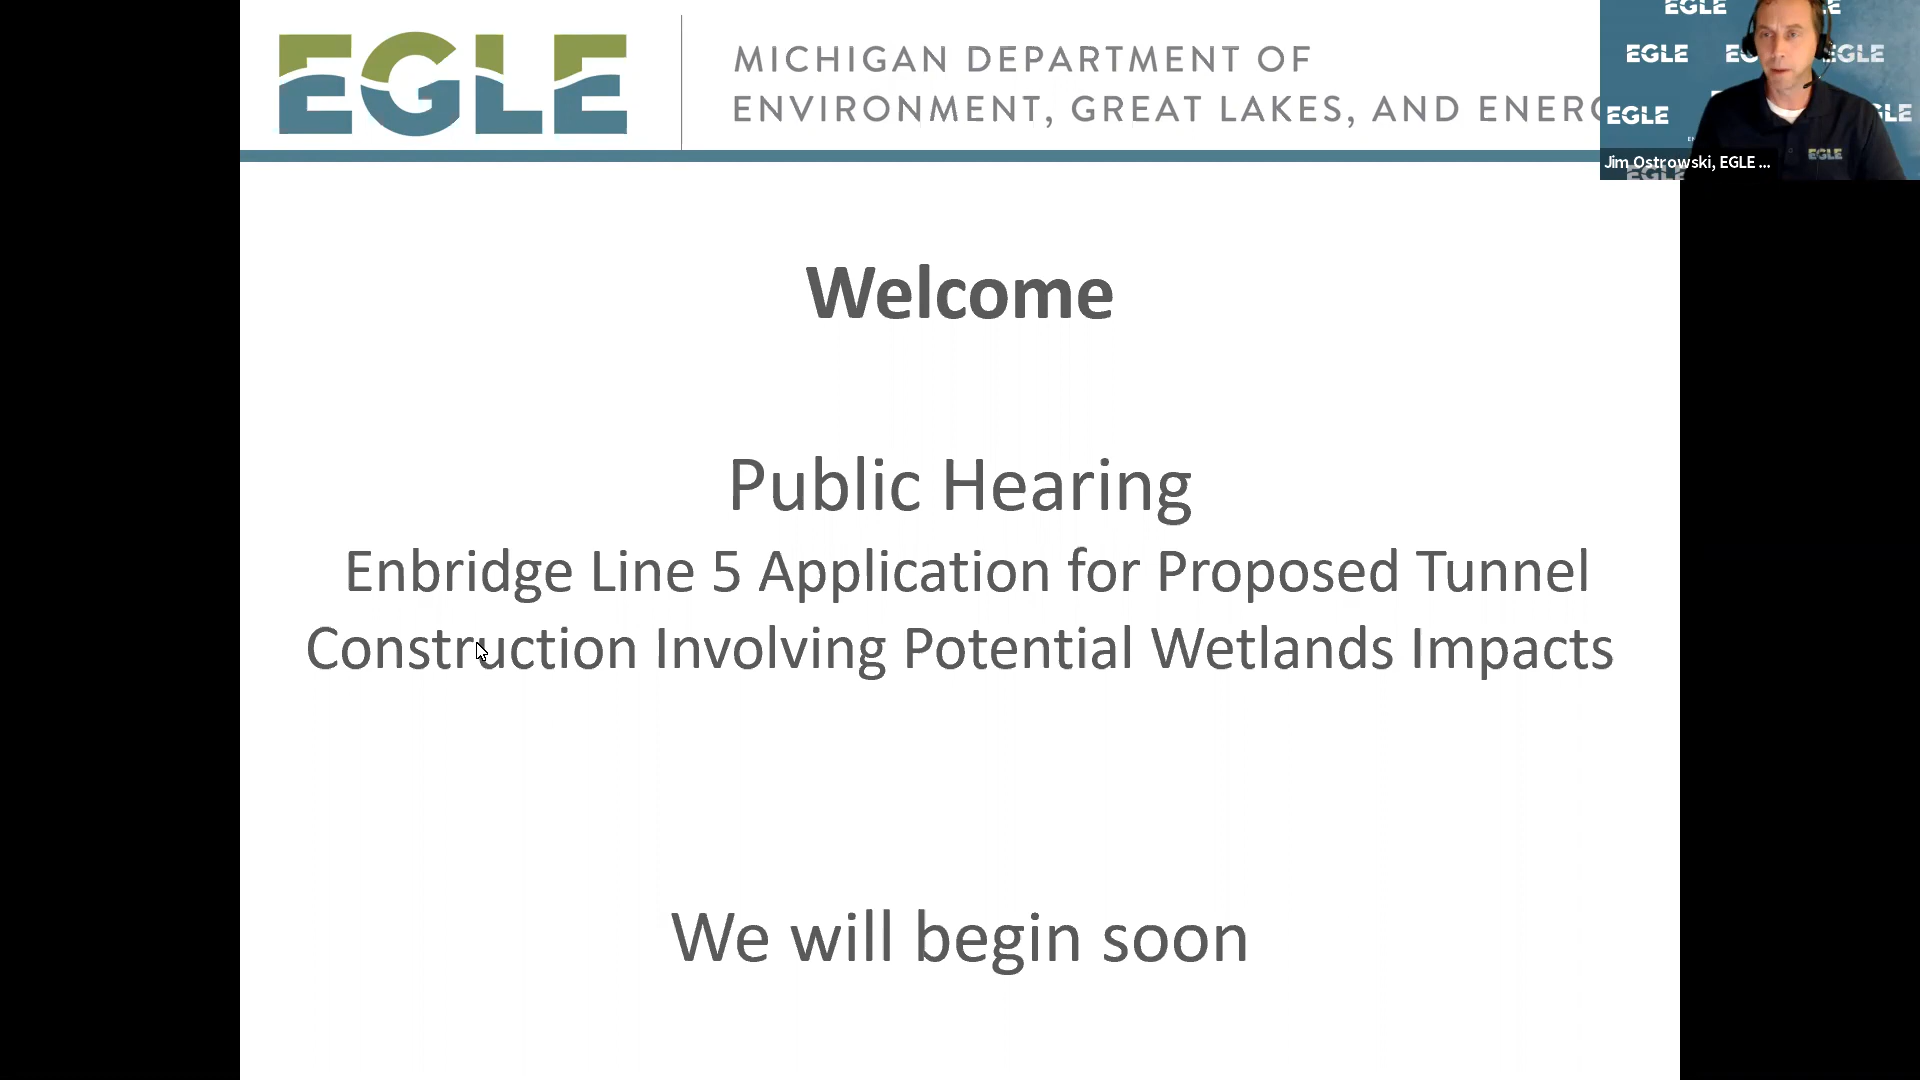 EGLE
MICHIGAN DEPARTMENT OF
ENVIRONMENT, GREAT LAKES, AND ENERG
EGLE
EGLE
EGLE
EGLE
EGLE
Jim Ostrowski, EGLE ...
Welcome
Public Hearing
Enbridge Line 5 Application for Proposed Tunnel
Construction Involving Potential Wetlands Impacts
We will begin soon